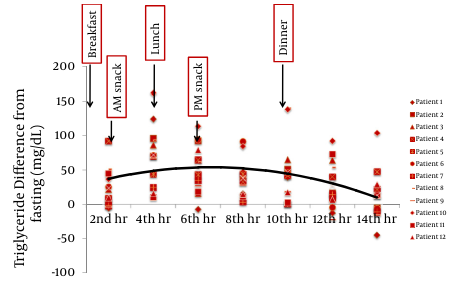 Breakfast
AM snack
Lunch
PM snack
Dinner
Triglyceride Difference from
fasting (mg/dL)
200
150
100
50
0
-50
-100
2nd hr 4th hr 6th hr 8th hr 10th hr 12th hr 14th hr
Patient 1
Patient 2
Patient 3
Patient 4
Patient 5
Patient 6
Patient 7
Patient 8
Patient 9
Patient 10
Patient 11
Patient 12